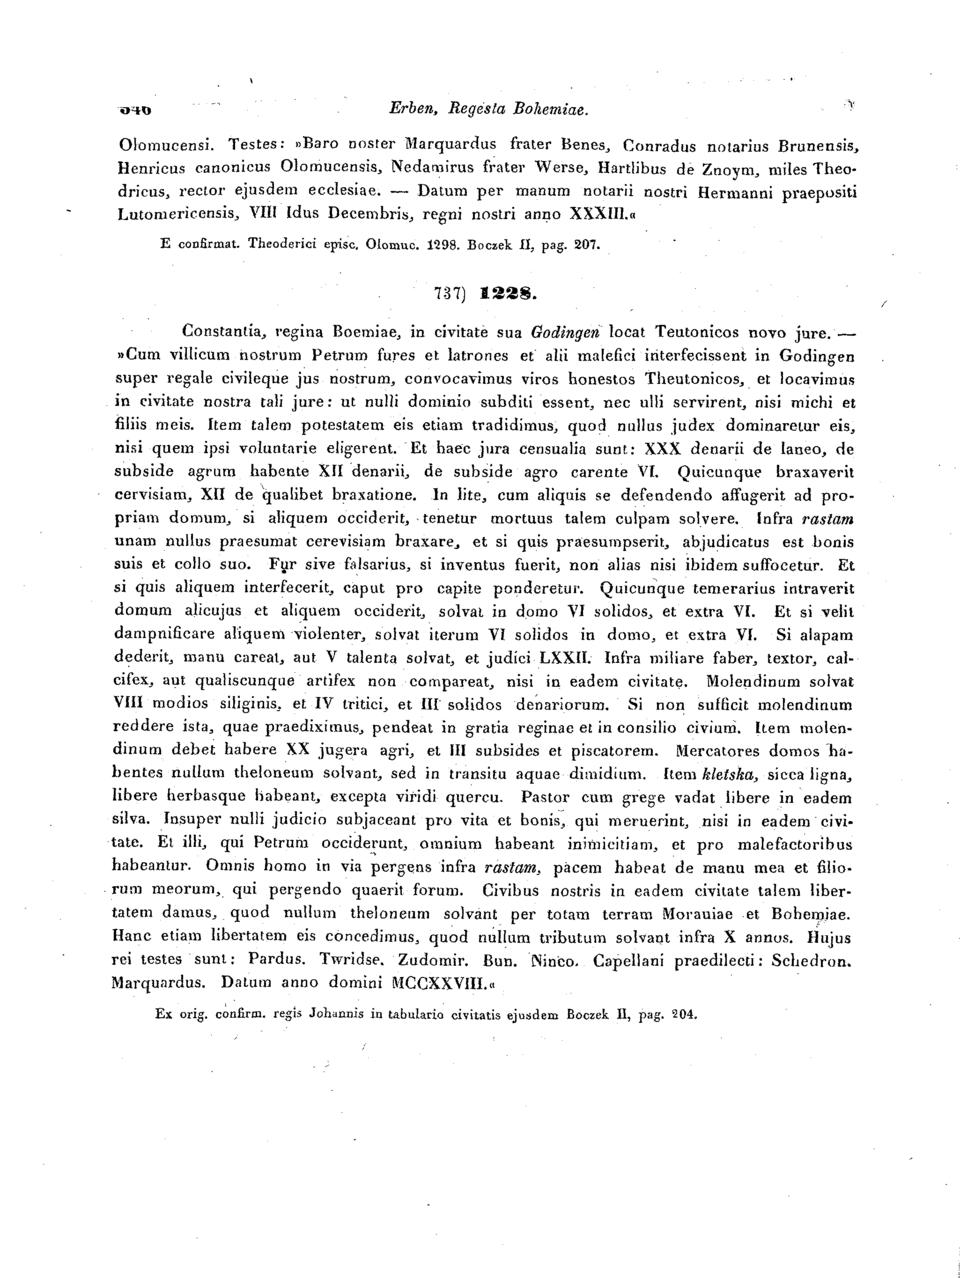 Erben, Regesta Bohemiae.
Olomucensi. Testes: »Baro noster Marquardus frater Benes, Conradus notarius Brunensis,
Henricus canonicus Olomucensis, Nedamirus frater Werse, Hartlibus de Znoym, miles Theo-
dricus, rector ejusdem ecclesiae. — Datum per manum notarii nostri Hermanni praepositi
Lutomericensis, VIII Idus Decembris, regni nostri anno XXXIII.«
E confirmat. Theoderici episc. Olomuc. 1298. Boczek II, pag. 207.
737) 1228.
Constantia, regina Boemiae, in civitate sua Godingen locat Teutonicos novo jure. —
»Cum villicum nostrum Petrum fures et latrones et alii malefici interfecissent in Godingen
super regale civileque jus nostrum, convocavimus viros honestos Theutonicos, et locavimus
in civitate nostra tali jure: ut nulli dominio subditi essent, nec ulli servirent, nisi michi et
filiis meis. Item talem potestatem eis etiam tradidimus, quod nullus judex dominaretur eis,
nisi quem ipsi voluntarie eligerent. Et haec jura censualia sunt: XXX denarii de laneo, de
subside agrum habente XII denarii, de subside agro carente VI. Quicunque braxaverit
cervisiam, XII de qualibet braxatione. In lite, cum aliquis se defendendo affugerit ad pro-
priam domum, si aliquem occiderit, tenetur mortuus talem culpam solvere. Infra rastam
unam nullus praesumat cerevisiam braxare, et si quis praesumpserit, abjudicatus est bonis
suis et collo suo. Fur sive falsarius, si inventus fuerit, non alias nisi ibidem suffocetur. Et
si quis aliquem interfecerit, caput pro capite ponderetur. Quicunque temerarius intraverit
domum alicujus et aliquem occiderit, solvat in domo VI solidos, et extra VI. Et si velit
dampnificare aliquem violenter, solvat iterum VI solidos in domo, et extra VI. Si alapam
dederit, manu careat, aut V talenta solvat, et judici LXXII. Infra miliare faber, textor, cal-
cifex, aut qualiscunque artifex non compareat, nisi in eadem civitate. Molendinum solvat
VIII modios siliginis, et IV tritici, et III solidos denariorum. Si non sufficit molendinum
reddere ista, quae praediximus, pendeat in gratia reginae et in consilio civium. Item molen-
dinum debet habere XX jugera agri, et III subsides et piscatorem. Mercatores domos ha-
bentes nullum theloneum solvant, sed in transitu aquae dimidium. Item kletska, sicca ligna,
libere herbasque habeant, excepta viridi quercu. Pastor cum grege vadat libere in eadem
silva. Insuper nulli judicio subjaceant pro vita et bonis, qui meruerint, nisi in eadem civi-
tate. Et illi, qui Petrum occiderunt, omnium habeant inimicitiam, et pro malefactoribus
habeantur. Omnis homo in via pergens infra rastam, pacem habeat de manu mea et filio-
rum meorum, qui pergendo quaerit forum. Civibus nostris in eadem civitate talem liber-
tatem damus, quod nullum theloneum solvant per totam terram Morauiae et Bohemiae.
Hanc etiam libertatem eis concedimus, quod nullum tributum solvant infra X annos. Hujus
rei testes sunt: Pardus. Twridse. Zudomir. Bun. Ninco. Capellani praedilecti: Schedron.
Marquardus. Datum anno domini MCCXXVIII.«
Ex orig. confirm. regis Johannis in tabulario civitatis ejusdem Boczek II, pag. 204.